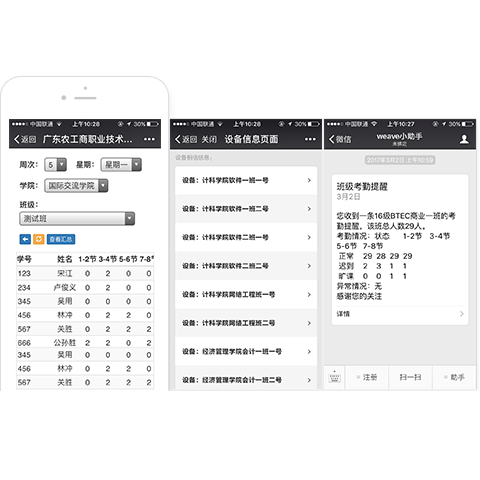 中国联通 上午10:28 30%
返回 广东农工商职业技术...
周次： 5 星期： 星期一
学院： 国际交流学院
班级：
测试班
查看汇总
学号 姓名 1-2节 3-4节 5-6节 7-8节
123 宋江 0 2 0 0
234 卢俊义 0 2 0 0
345 吴用 0 0 0 0
456 林冲 0 2 2 0
567 关胜 0 2 2 2
666 公孙胜 2 0 2 2
345 吴用 0 0 0 0
456 林冲 0 2 2 0
567 关胜 0 2 2 2
中国联通 上午10:28 30%
返回 关闭 设备信息页面
设备相信信息：
设备：计科学院软件一班一号
设备：计科学院软件一班二号
设备：计科学院软件二班一号
设备：计科学院软件二班二号
设备：计科学院网络工程班一号
设备：计科学院网络工程班二号
设备：经济管理学院会计一班一号
设备：经济管理学院会计一班二号
中国联通 上午10:27 30%
微信 weave小助手
2017年3月2日 上午10:59
班级考勤提醒
3月2日
您收到一条16级BTEC商业一班的考
勤提醒，该班总人数29人。
考勤情况：状态 1-2节 3-4节
5-6节 7-8节
正常 29 28 29 29
迟到 2 3 1 1
旷课 0 0 1 1
异常情况：无
感谢您的关注
详情
注册 扫一扫 助手